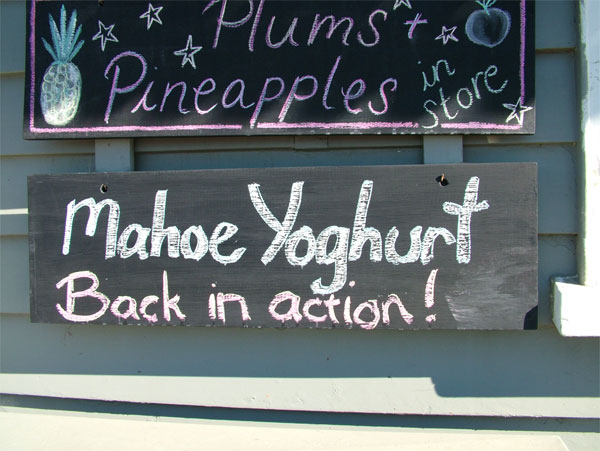 Plums +
Pineapples in
store
Mahoe Yoghurt
Back in action!